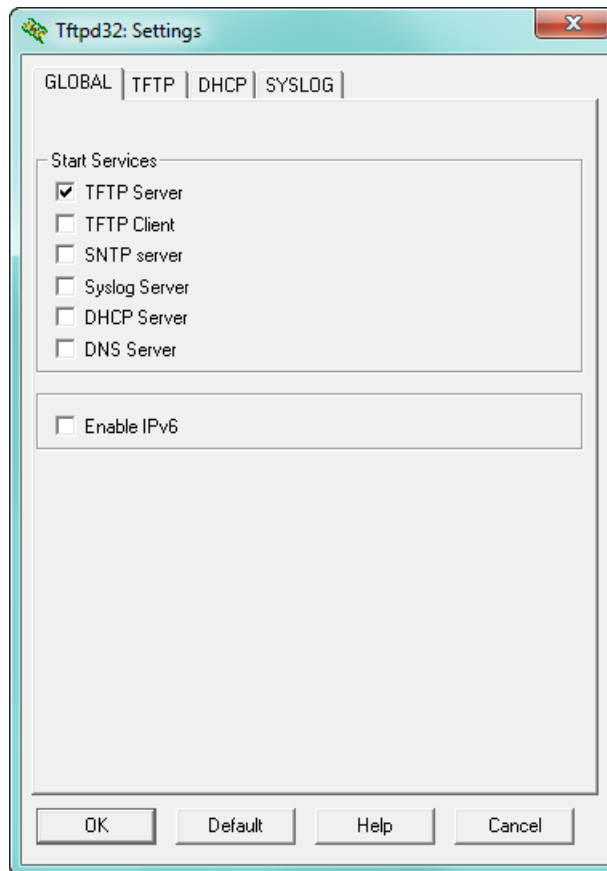 Tftpd32: Settings
GLOBAL TFTP DHCP SYSLOG
Start Services
TFTP Server
TFTP Client
SNTP server
Syslog Server
DHCP Server
DNS Server
Enable IPv6
OK Default Help Cancel